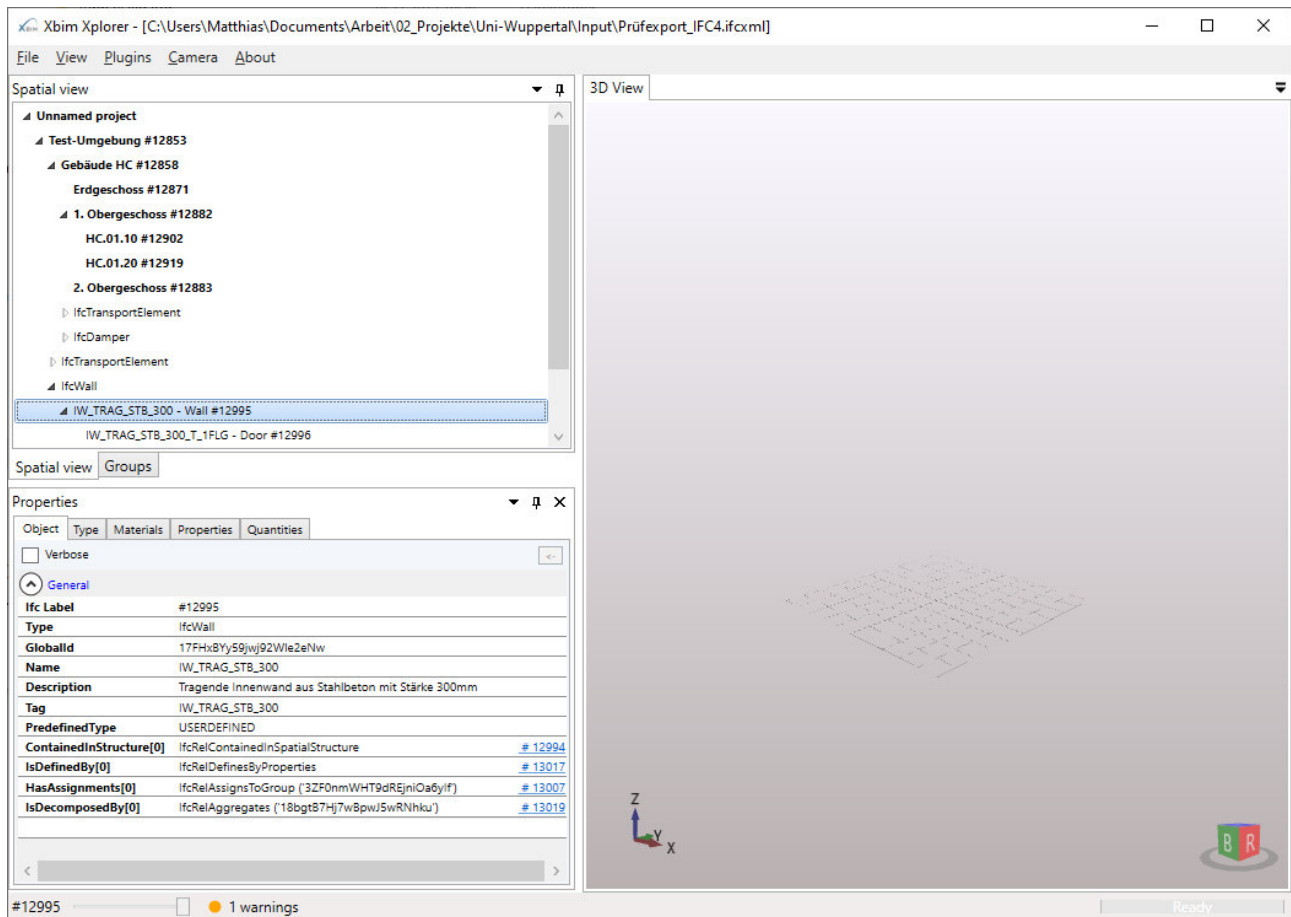 Xbim Xplorer - [C:\Users\Matthias\Documents\Arbeit\02_Projekte\Uni-Wuppertal\Input\Prüfexport_IFC4.ifcxml]
File View Plugins Camera About
Spatial view
Unnamed project
Test-Umgebung #12853
Gebäude HC #12858
Erdgeschoss #12871
1. Obergeschoss #12882
HC.01.10 #12902
HC.01.20 #12919
2. Obergeschoss #12883
IfcTransportElement
IfcDamper
IfcTransportElement
IfcWall
IW_TRAG_STB_300 - Wall #12995
IW_TRAG_STB_300_T_1FLG - Door #12996
Spatial view Groups
Properties
Object Type Materials Properties Quantities
Verbose <-
General
Ifc Label #12995
Type IfcWall
GlobalId 17FHxBYy59jwj92WIe2eNw
Name IW_TRAG_STB_300
Description Tragende Innenwand aus Stahlbeton mit Stärke 300mm
Tag IW_TRAG_STB_300
PredefinedType USERDEFINED
ContainedInStructure[0] IfcRelContainedInSpatialStructure # 12994
IsDefinedBy[0] IfcRelDefinesByProperties # 13017
HasAssignments[0] IfcRelAssignsToGroup ('3ZF0nmWHT9dREjniOa6yIf') # 13007
IsDecomposedBy[0] IfcRelAggregates ('18bgtB7Hj7wBpwJ5wRNhku') # 13019
3D View
Z
Y
X
B R
#12995 1 warnings Ready